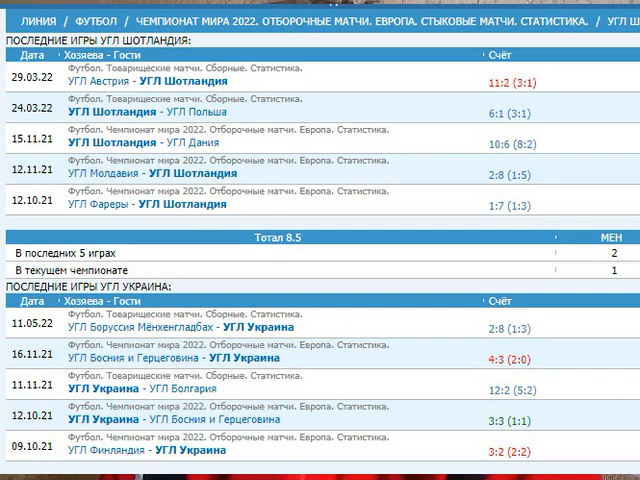 ЛИНИЯ / ФУТБОЛ / ЧЕМПИОНАТ МИРА 2022. ОТБОРОЧНЫЕ МАТЧИ. ЕВРОПА. СТЫКОВЫЕ МАТЧИ. СТАТИСТИКА. / УГЛ Ш
ПОСЛЕДНИЕ ИГРЫ УГЛ ШОТЛАНДИЯ:
Дата Хозяева - Гости Счёт
Футбол. Товарищеские матчи. Сборные. Статистика.
29.03.22 УГЛ Австрия - УГЛ Шотландия 11:2 (3:1)
Футбол. Товарищеские матчи. Сборные. Статистика.
24.03.22 УГЛ Шотландия - УГЛ Польша 6:1 (3:1)
Футбол. Чемпионат мира 2022. Отборочные матчи. Европа. Статистика.
15.11.21 УГЛ Шотландия - УГЛ Дания 10:6 (8:2)
Футбол. Чемпионат мира 2022. Отборочные матчи. Европа. Статистика.
12.11.21 УГЛ Молдавия - УГЛ Шотландия 2:8 (1:5)
Футбол. Чемпионат мира 2022. Отборочные матчи. Европа. Статистика.
12.10.21 УГЛ Фареры - УГЛ Шотландия 1:7 (1:3)
Тотал 8.5 МЕН
В последних 5 играх 2
В текущем чемпионате 1
ПОСЛЕДНИЕ ИГРЫ УГЛ УКРАИНА:
Дата Хозяева - Гости Счёт
Футбол. Товарищеские матчи. Сборные. Статистика.
11.05.22 УГЛ Боруссия Мёнхенгладбах - УГЛ Украина 2:8 (1:3)
Футбол. Чемпионат мира 2022. Отборочные матчи. Европа. Статистика.
16.11.21 УГЛ Босния и Герцеговина - УГЛ Украина 4:3 (2:0)
Футбол. Товарищеские матчи. Сборные. Статистика.
11.11.21 УГЛ Украина - УГЛ Болгария 12:2 (5:2)
Футбол. Чемпионат мира 2022. Отборочные матчи. Европа. Статистика.
12.10.21 УГЛ Украина - УГЛ Босния и Герцеговина 3:3 (1:1)
Футбол. Чемпионат мира 2022. Отборочные матчи. Европа. Статистика.
09.10.21 УГЛ Финляндия - УГЛ Украина 3:2 (2:2)